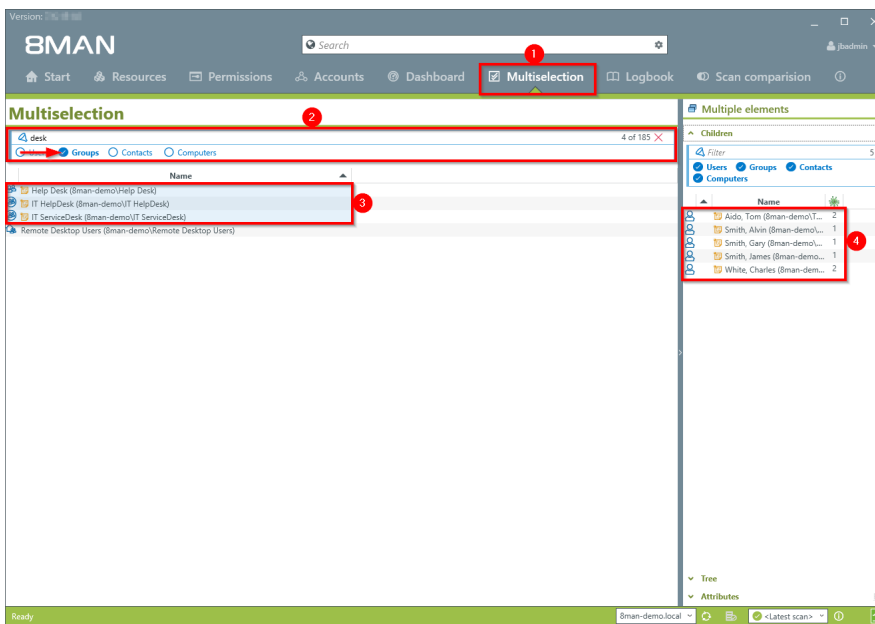 Version:
8MAN
Search
jbadmin
1
Start Resources Permissions Accounts Dashboard Multiselection Logbook Scan comparision
Multiselection
2
desk
4 of 185
Groups Contacts Computers
Name
Help Desk (8man-demo\Help Desk)
IT HelpDesk (8man-demo\IT HelpDesk)
IT ServiceDesk (8man-demo\IT ServiceDesk)
3
Remote Desktop Users (8man-demo\Remote Desktop Users)
Multiple elements
Children
Filter
5
Users Groups Contacts
Computers
Name
Aido, Tom (8man-demo\T... 2
Smith, Alvin (8man-demo\... 1
Smith, Gary (8man-demo\... 1
Smith, James (8man-demo... 1
White, Charles (8man-dem... 2
4
Tree
Attributes
Ready
8man-demo.local
<Latest scan>